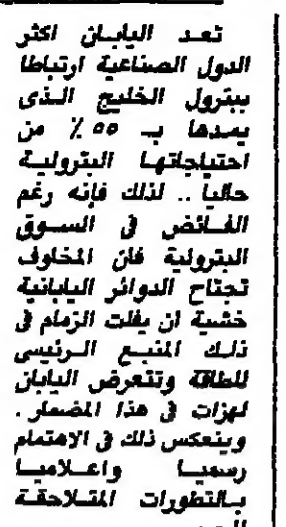 تعد اليابان اكثر
الدول الصناعية ارتباطا
ببترول الخليج الذى
يمدها بـ ٥٥ ٪ من
احتياجاتها البترولية
حاليا .. لذلك فإنه رغم
الفائض فى السوق
البترولية فان المخاوف
تجتاح الدوائر اليابانية
خشية ان يفلت الزمام فى
ذلك المنبع الرئيسى
للطاقة وتتعرض اليابان
لهزات فى هذا المضمار .
وينعكس ذلك فى الاهتمام
رسميا واعلاميا
بالتطورات المتلاحقة